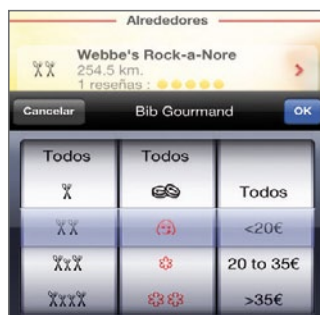 Alrededores
Webbe's Rock-a-Nore
254.5 km.
1 reseñas :
Cancelar Bib Gourmand OK
Todos Todos
Todos
<20€
20 to 35€
>35€